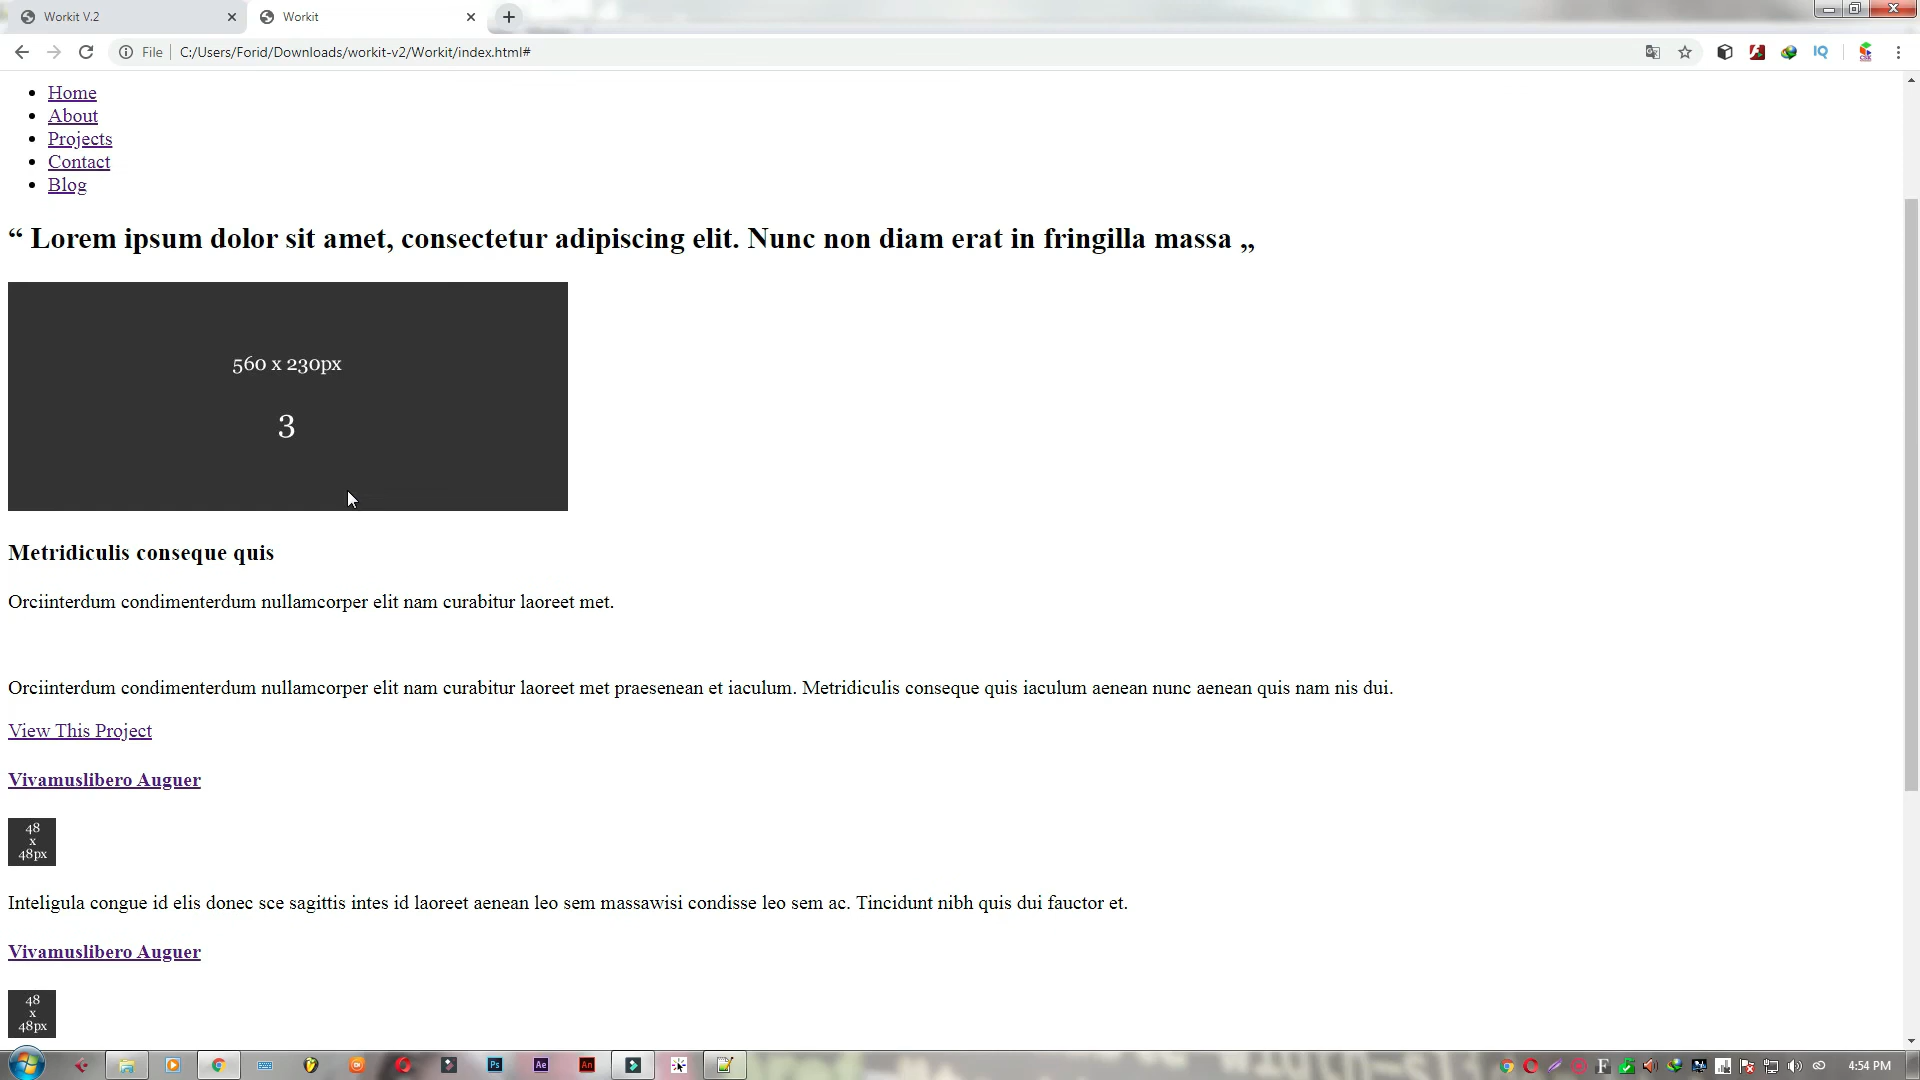 Workit V.2
Workit
File
C:/Users/Forid/Downloads/workit-v2/Workit/index.html#
IQ
Home
About
Projects
Contact
Blog
“ Lorem ipsum dolor sit amet, consectetur adipiscing elit. Nunc non diam erat in fringilla massa „
560 x 230px
3
Metridiculis conseque quis
Orciinterdum condimenterdum nullamcorper elit nam curabitur laoreet met.
Orciinterdum condimenterdum nullamcorper elit nam curabitur laoreet met praesenean et iaculum. Metridiculis conseque quis iaculum aenean nunc aenean quis nam nis dui.
View This Project
Vivamuslibero Auguer
48
x
48px
Inteligula congue id elis donec sce sagittis intes id laoreet aenean leo sem massawisi condisse leo sem ac. Tincidunt nibh quis dui fauctor et.
Vivamuslibero Auguer
48
x
48px
Ps
Ae
An
F
4:54 PM